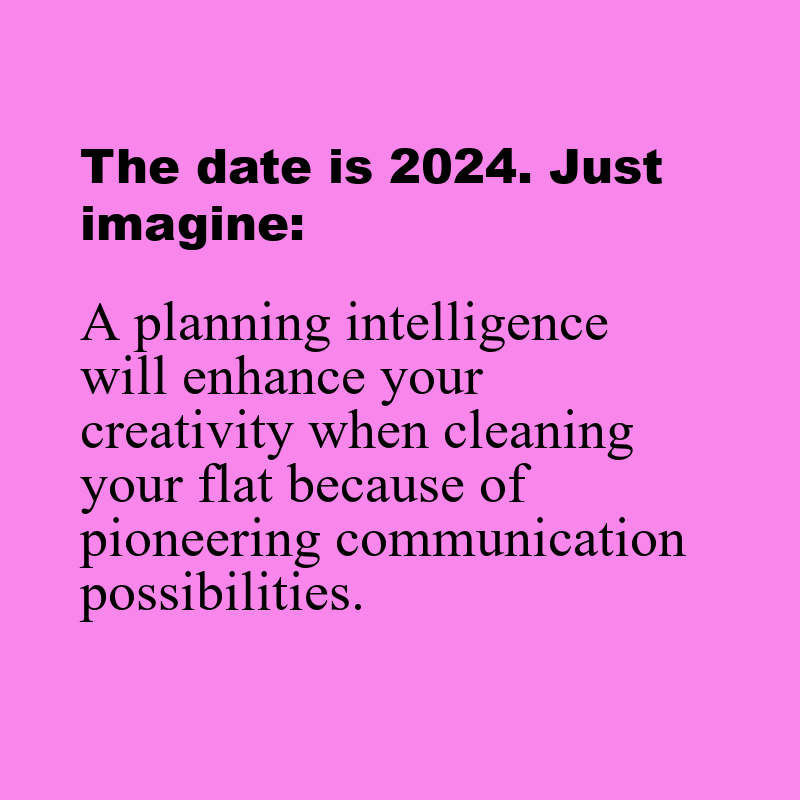 The date is 2024. Just
imagine:
A planning intelligence
will enhance your
creativity when cleaning
your flat because of
pioneering communication
possibilities.